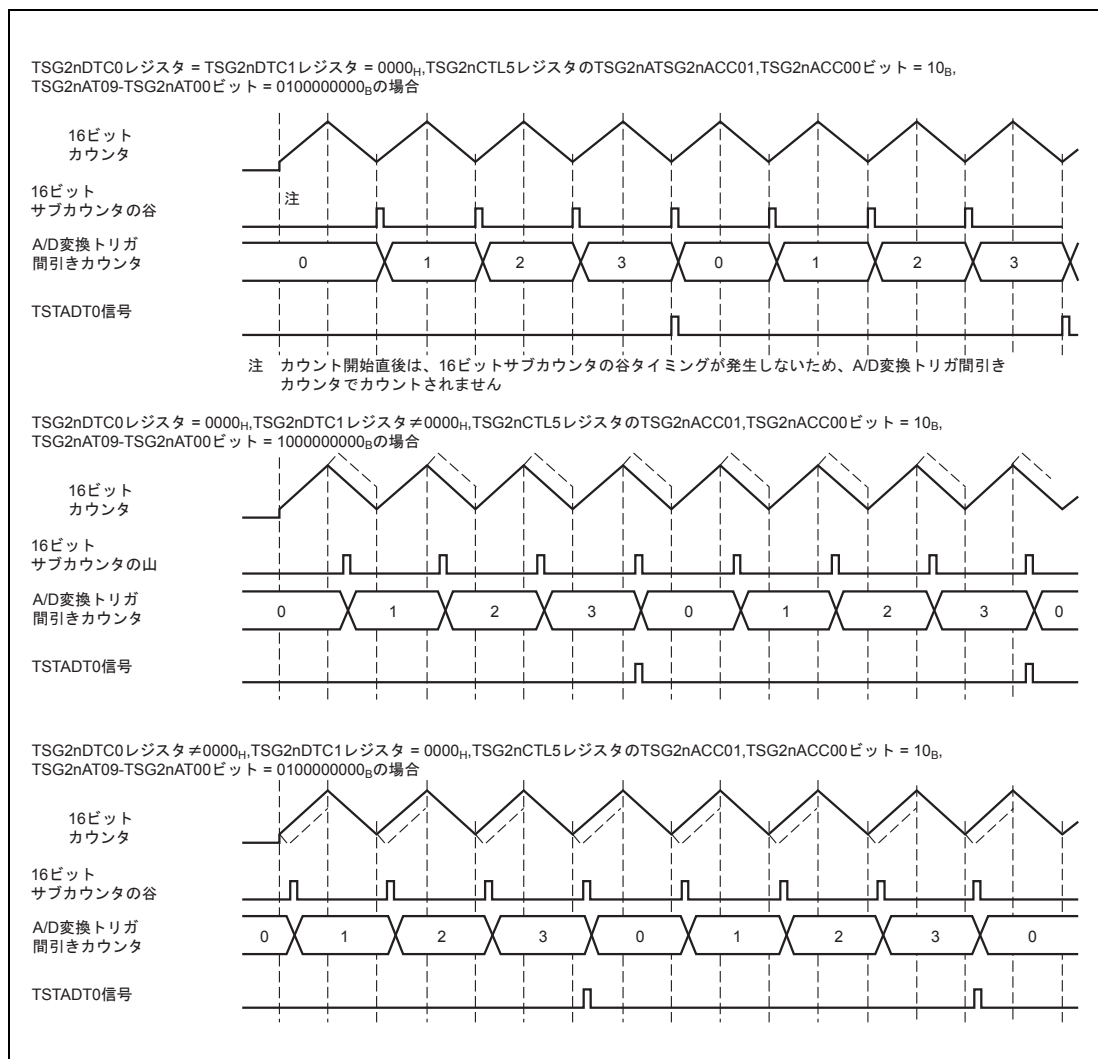 TSG2nDTC0レジスタ = TSG2nDTC1レジスタ = 0000H,TSG2nCTL5レジスタのTSG2nATSG2nACC01,TSG2nACC00ビット = 10B,
TSG2nAT09-TSG2nAT00ビット = 0100000000Bの場合
16ビット
カウンタ
16ビット
サブカウンタの谷
注
A/D変換トリガ
間引きカウンタ
0 1 2 3 0 1 2 3
TSTADT0信号
注 カウント開始直後は、16ビットサブカウンタの谷タイミングが発生しないため、A/D変換トリガ間引き
カウンタでカウントされません
TSG2nDTC0レジスタ = 0000H,TSG2nDTC1レジスタ≠0000H,TSG2nCTL5レジスタのTSG2nACC01,TSG2nACC00ビット = 10B,
TSG2nAT09-TSG2nAT00ビット = 1000000000Bの場合
16ビット
カウンタ
16ビット
サブカウンタの山
A/D変換トリガ
間引きカウンタ
0 1 2 3 0 1 2 3 0
TSTADT0信号
TSG2nDTC0レジスタ≠0000H,TSG2nDTC1レジスタ = 0000H,TSG2nCTL5レジスタのTSG2nACC01,TSG2nACC00ビット = 10B,
TSG2nAT09-TSG2nAT00ビット = 0100000000Bの場合
16ビット
カウンタ
16ビット
サブカウンタの谷
A/D変換トリガ
間引きカウンタ
0 1 2 3 0 1 2 3 0
TSTADT0信号